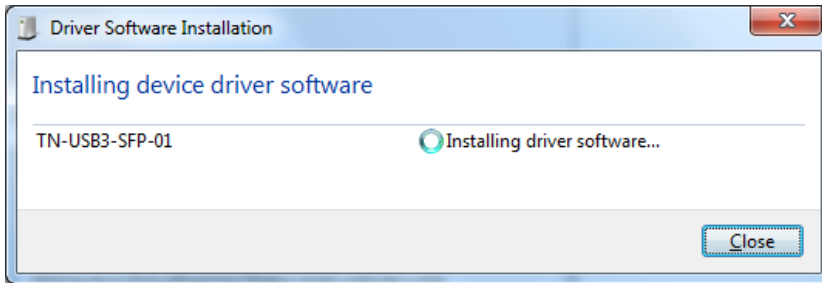 Driver Software Installation
Installing device driver software
TN-USB3-SFP-01 Installing driver software...
Close